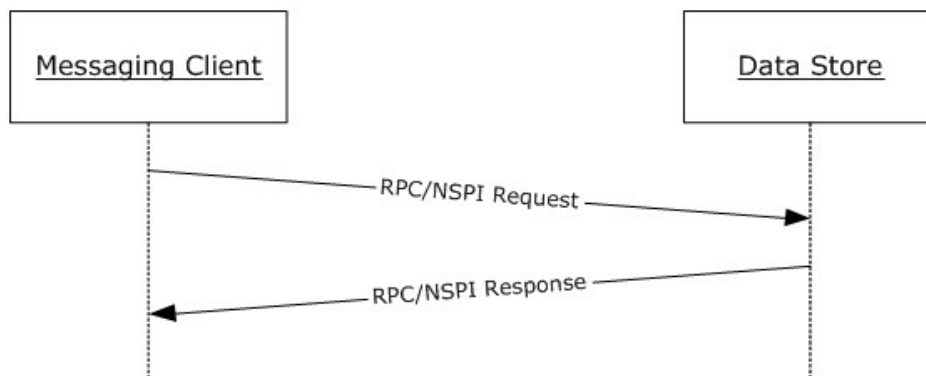 Messaging Client
Data Store
RPC/NSPI Request
RPC/NSPI Response